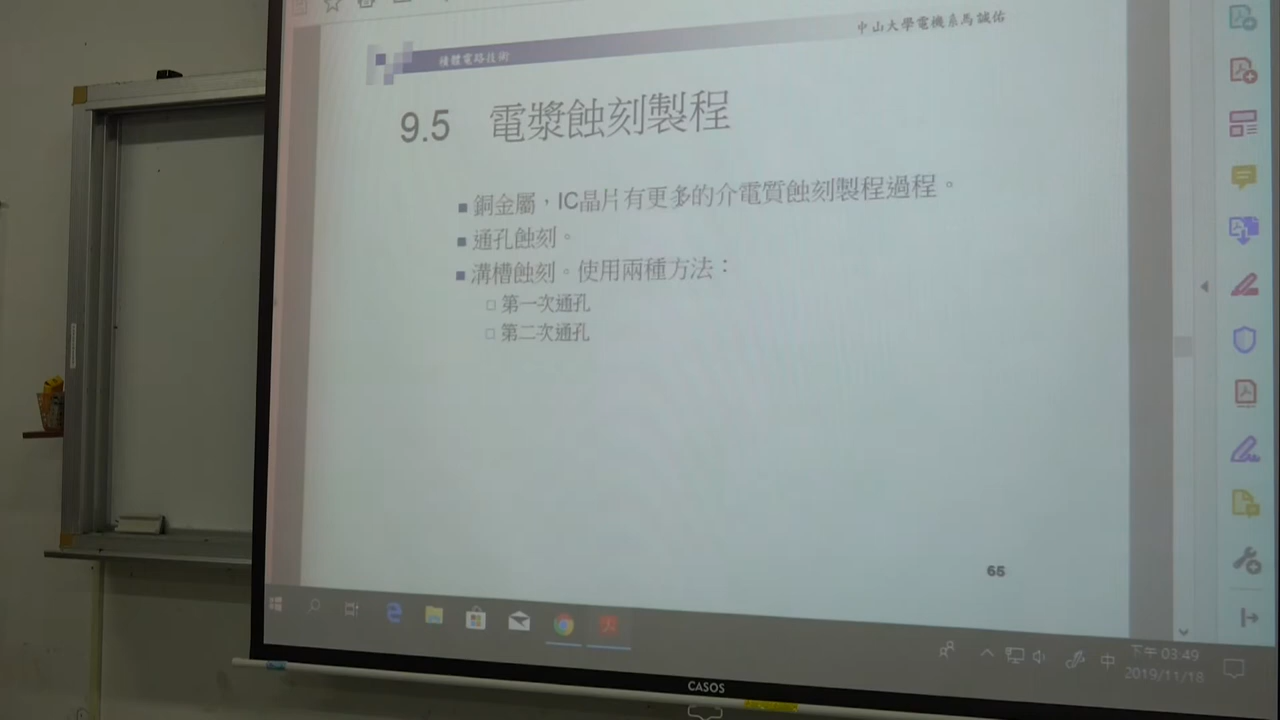 中山大學電機系馬誠佑
積體電路技術
9.5 電漿蝕刻製程
銅金屬，IC晶片有更多的介電質蝕刻製程過程。
通孔蝕刻。
溝槽蝕刻。使用兩種方法：
第一次通孔
第二次通孔
65
中
下午 03:49
2019/11/18
CASOS